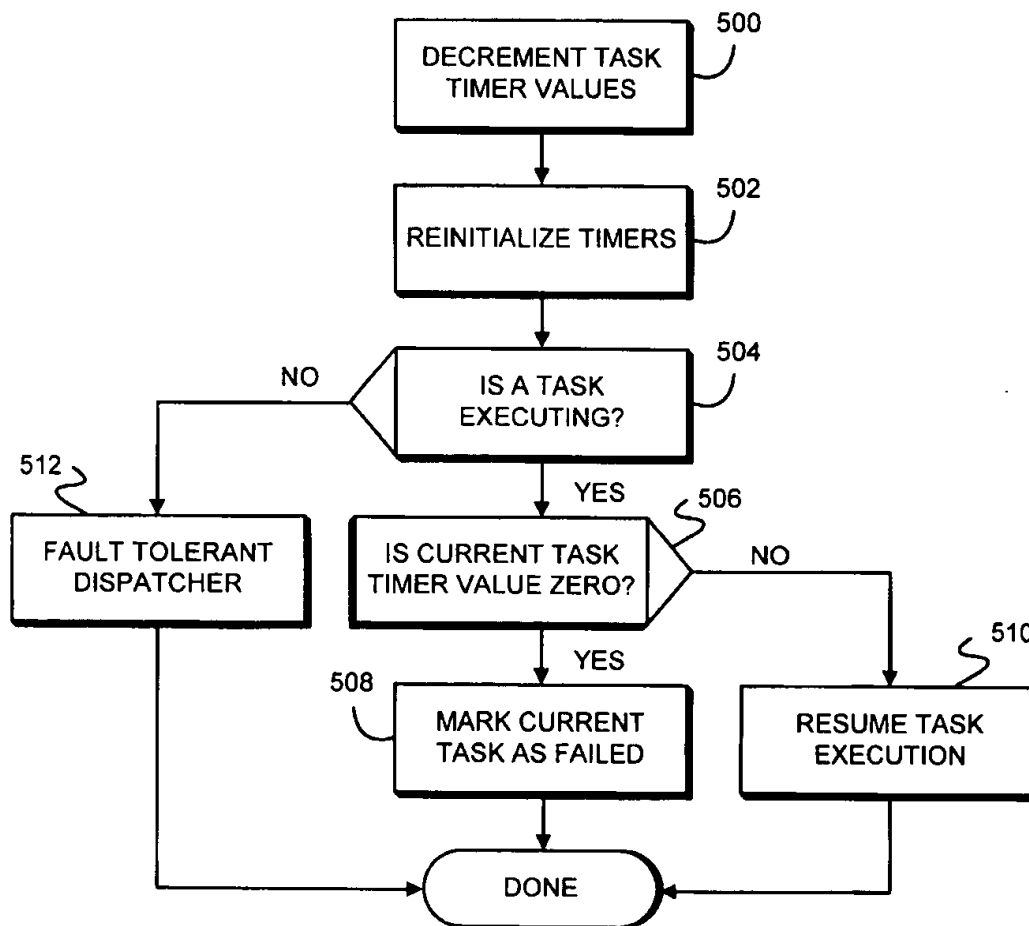 500
DECREMENT TASK
TIMER VALUES
502
REINITIALIZE TIMERS
504
NO
IS A TASK
EXECUTING?
512
YES
506
FAULT TOLERANT
DISPATCHER
IS CURRENT TASK
TIMER VALUE ZERO?
NO
510
YES
508
MARK CURRENT
TASK AS FAILED
RESUME TASK
EXECUTION
DONE